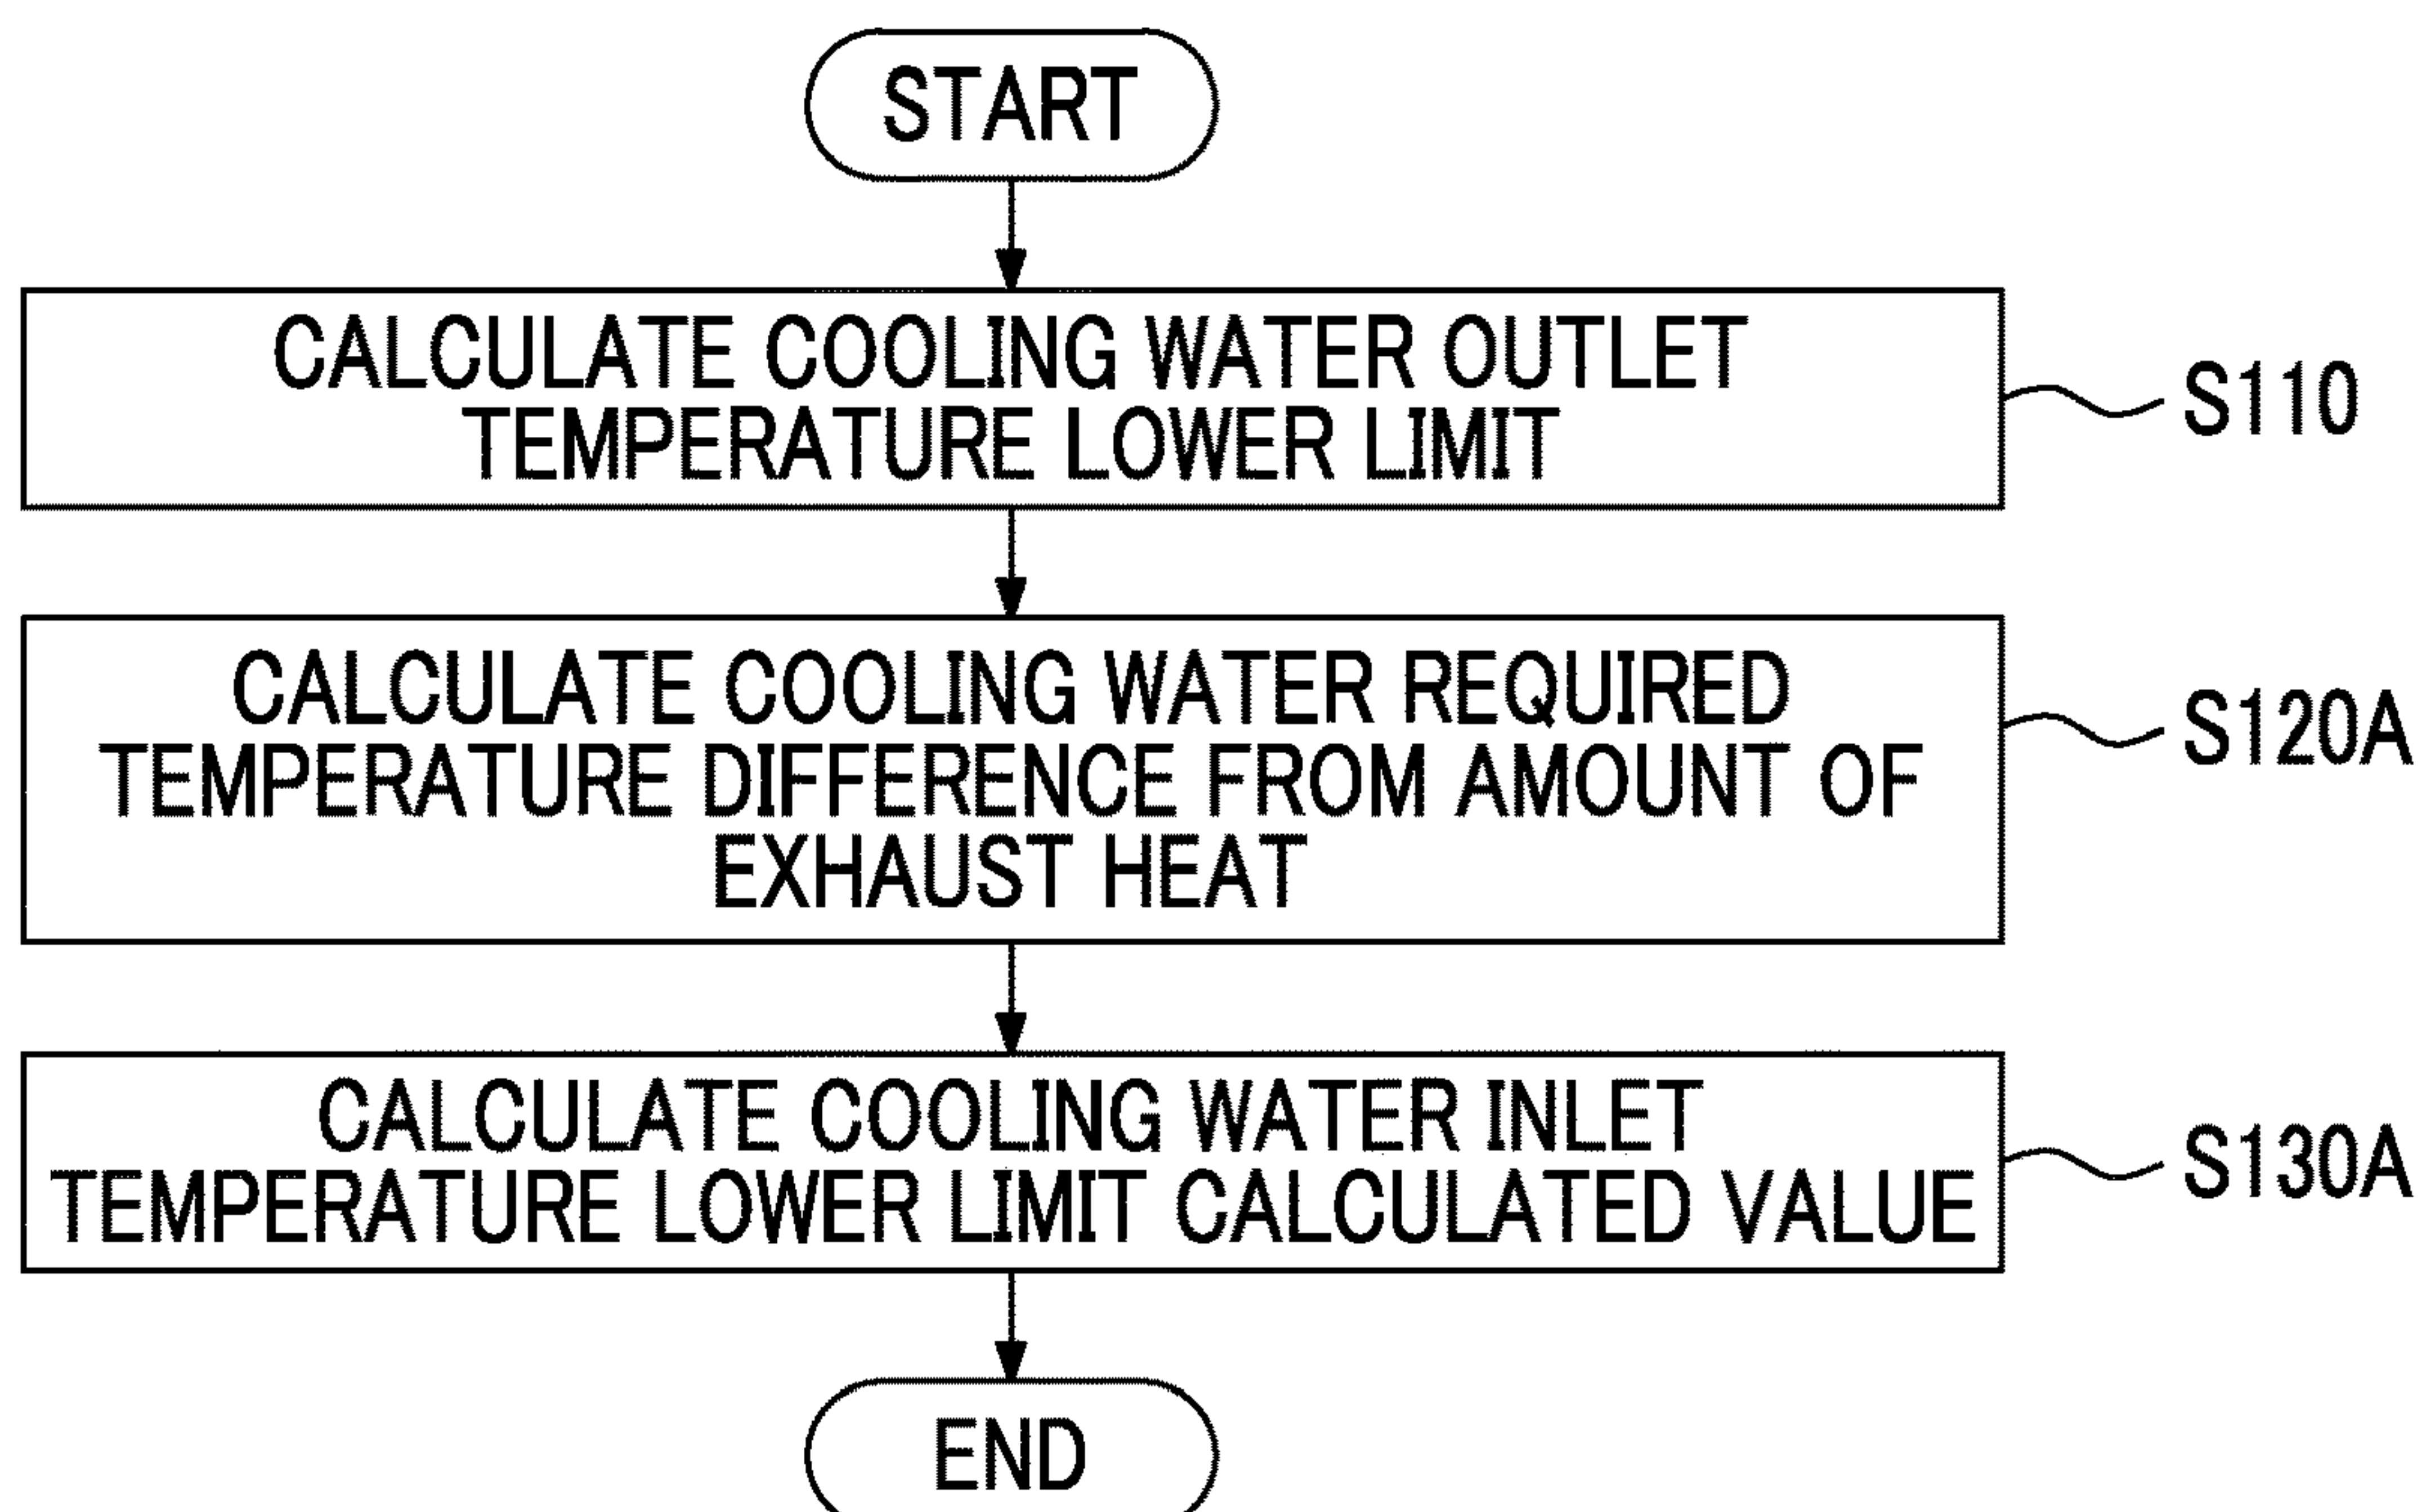 START
CALCULATE COOLING WATER OUTLET
TEMPERATURE LOWER LIMIT
S110
CALCULATE COOLING WATER REQUIRED
TEMPERATURE DIFFERENCE FROM AMOUNT OF
EXHAUST HEAT
S120A
CALCULATE COOLING WATER INLET
TEMPERATURE LOWER LIMIT CALCULATED VALUE
S130A
END